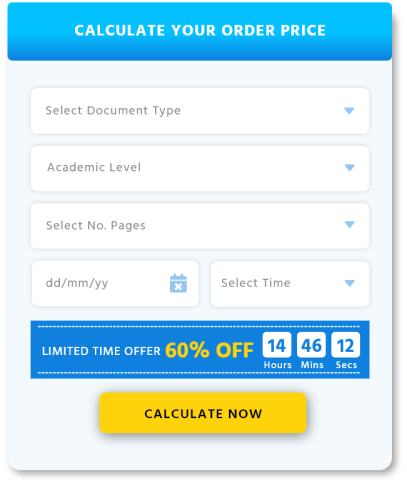 CALCULATE YOUR ORDER PRICE
Select Document Type
Academic Level
Select No. Pages
dd/mm/yy Select Time
LIMITED TIME OFFER 60% OFF 14 46 12
Hours Mins Secs
CALCULATE NOW